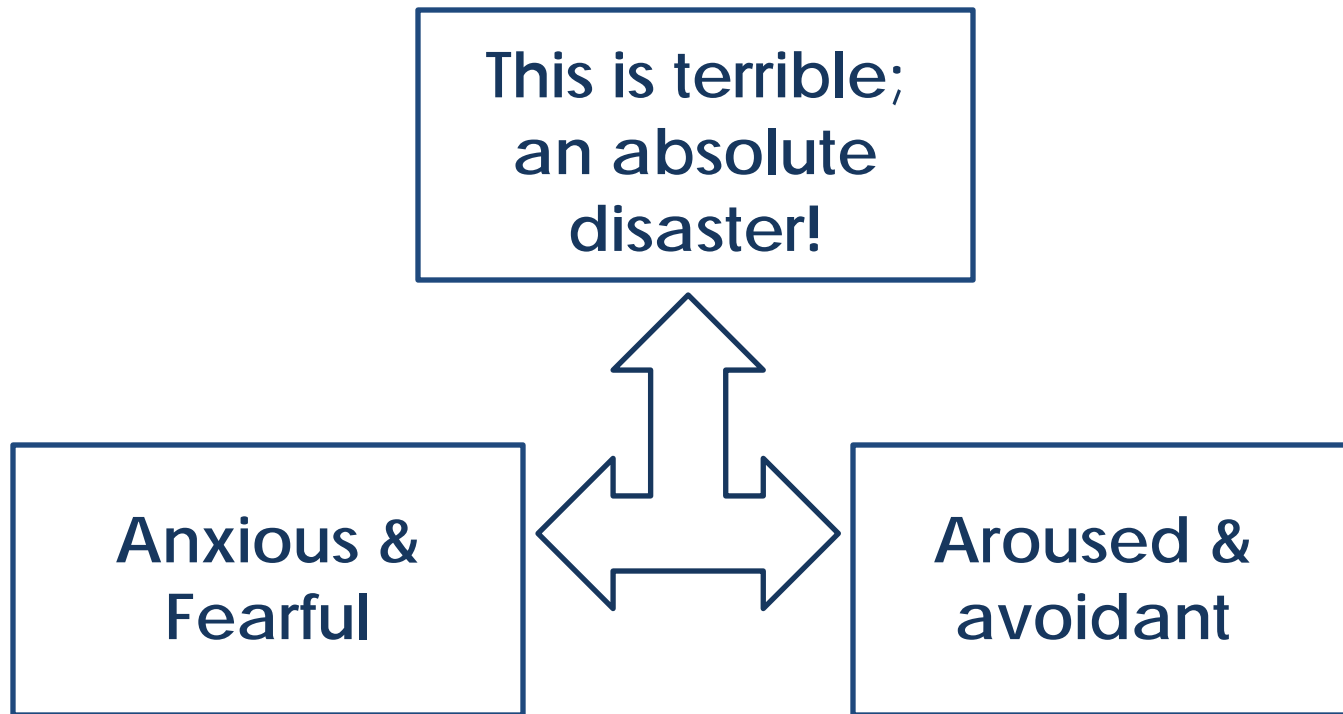 This is terrible;
an absolute
disaster!
Anxious &
Fearful
Aroused &
avoidant